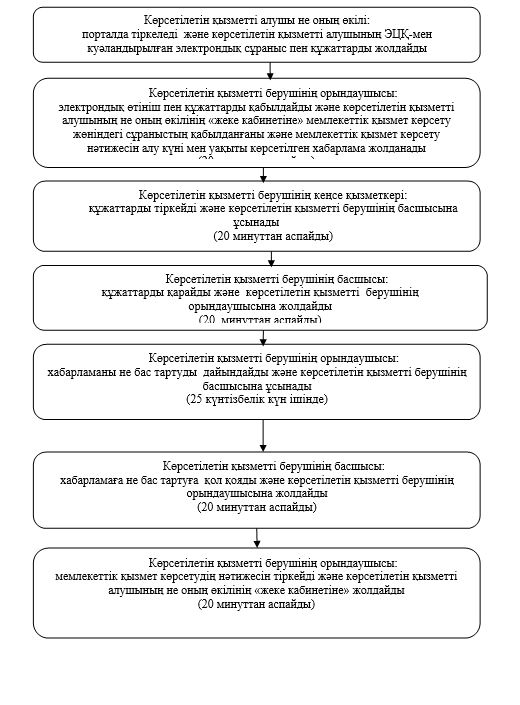 Көрсетілетін қызметті алушы не оның өкілі:
порталда тіркеледі және көрсетілетін қызметті алушының ЭЦҚ-мен
куәландырылған электрондық сұраныс пен құжаттарды жолдайды
Көрсетілетін қызметті берушінің орындаушысы:
электрондық өтініш пен құжаттарды қабылдайды және көрсетілетін қызметті
алушының не оның өкілінің «жеке кабинетіне» мемлекеттік қызмет көрсету
жөніндегі сұраныстың қабылданғаны және мемлекеттік қызмет көрсету
нәтижесін алу күні мен уақыты көрсетілген хабарлама жолданады
Көрсетілетін қызметті берушінің кеңсе қызметкері:
құжаттарды тіркейді және көрсетілетін қызметті берушінің басшысына
ұсынады
(20 минуттан аспайды)
Көрсетілетін қызметті берушінің басшысы:
құжаттарды қарайды және көрсетілетін қызметті берушінің
орындаушысына жолдайды
(20 минуттан аспайды)
Көрсетілетін қызметті берушінің орындаушысы:
хабарламаны не бас тартуды дайындайды және көрсетілетін қызметті берушінің
басшысына ұсынады
(25 күнтізбелік күн ішінде)
Көрсетілетін қызметті берушінің басшысы:
хабарламаға не бас тартуға қол қояды және көрсетілетін қызметті берушінің
орындаушысына жолдайды
(20 минуттан аспайды)
Көрсетілетін қызметті берушінің орындаушысы:
мемлекеттік қызмет көрсетудің нәтижесін тіркейді және көрсетілетін қызметті
алушының не оның өкілінің «жеке кабинетіне» жолдайды
(20 минуттан аспайды)